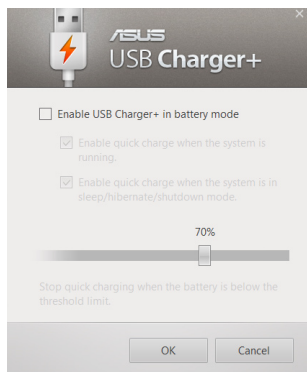 ASUS
USB Charger+
Enable USB Charger+ in battery mode
Enable quick charge when the system is
running.
Enable quick charge when the system is in
sleep/hibernate/shutdown mode.
70%
Stop quick charging when the battery is below the
threshold limit.
OK
Cancel